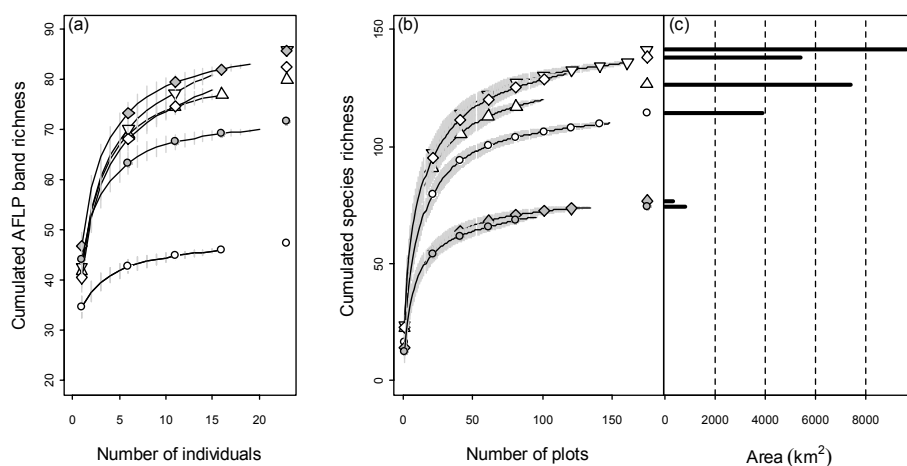 (a)
Cumulated AFLP band richness
20 30 40 50 60 70 80 90
0 5 10 15 20
Number of individuals
(b)
Cumulated species richness
0 50 100 150
0 50 100 150
Number of plots
(c)
0 2000 4000 6000 8000
Area (km²)